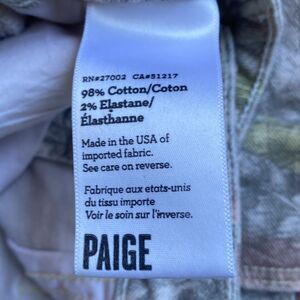 RN#27002 CA#51217
98% Cotton/Coton
2% Elastane/
Élasthanne
Made in the USA of
imported fabric.
See care on reverse.
Fabrique aux etats-unis
du tissu importe
Voir le soin sur l'inverse.
PAIGE